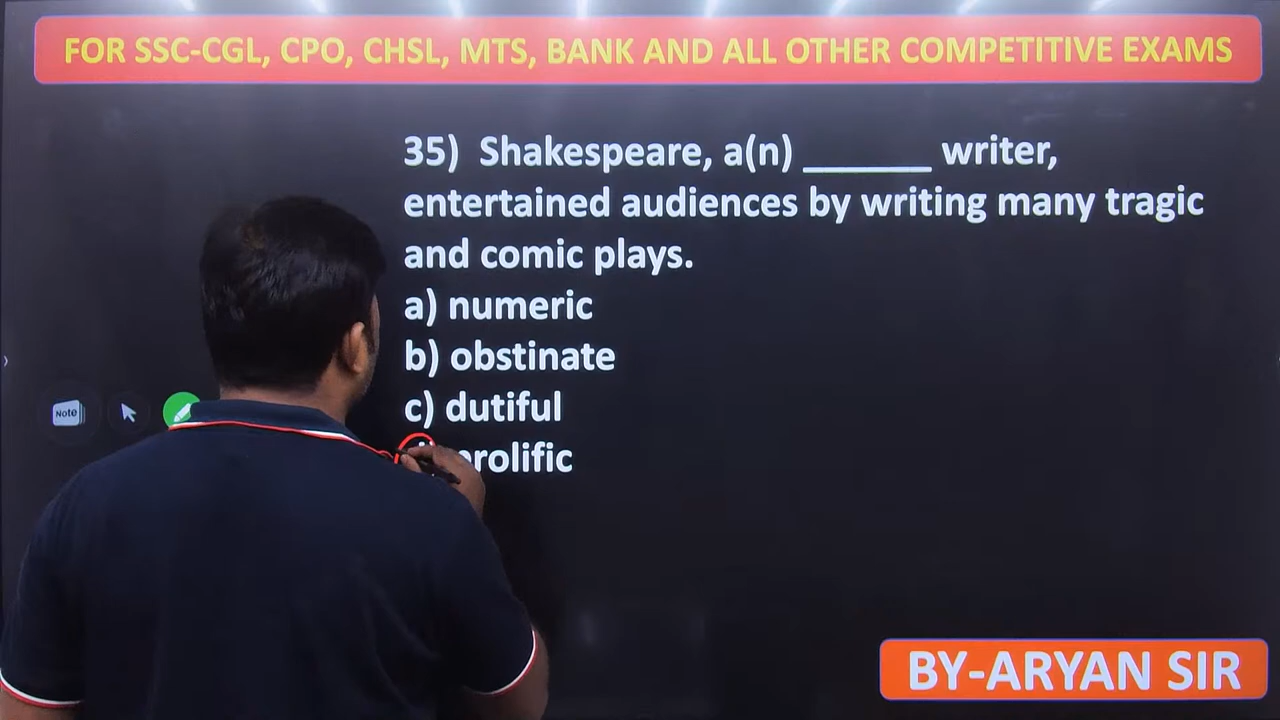 FOR SSC-CGL, CPO, CHSL, MTS, BANK AND ALL OTHER COMPETITIVE EXAMS
35) Shakespeare, a(n) _______ writer,
entertained audiences by writing many tragic
and comic plays.
a) numeric
b) obstinate
c) dutiful
prolific
Note
BY-ARYAN SIR